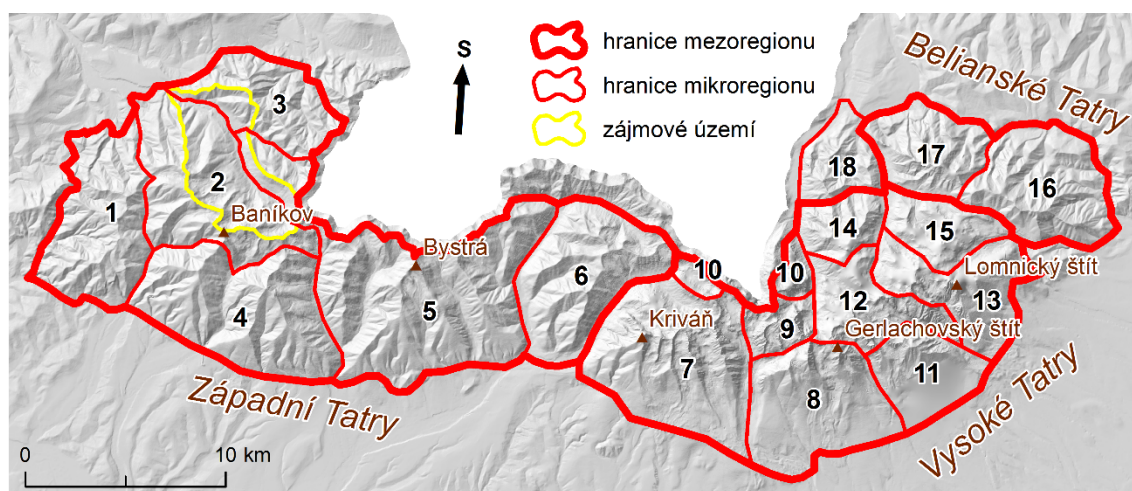 S
hranice mezoregionu
hranice mikroregionu
zájmové území
Belianské Tatry
3
17
18
16
2
1
Baníkov
14
15
Bystrá
10
10
6
Lomnický štít
13
12
4
5
Kriváň
9
Gerlachovský štít
7
11
8
Západní Tatry
Vysoké Tatry
0
10 km